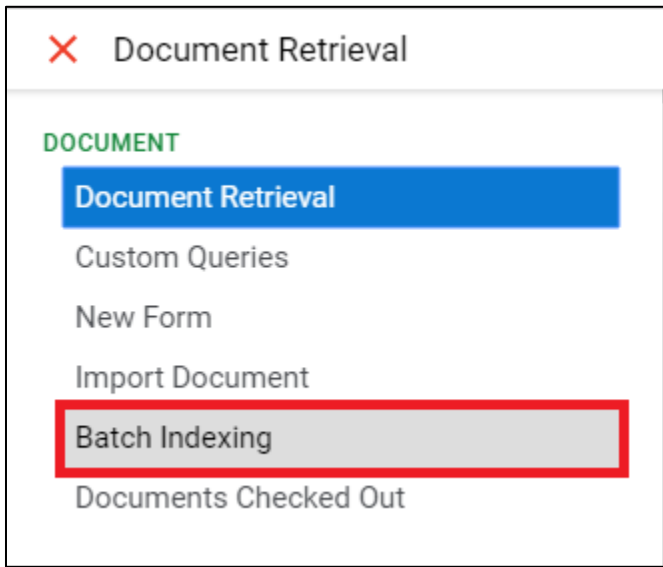 Document Retrieval
DOCUMENT
Document Retrieval
Custom Queries
New Form
Import Document
Batch Indexing
Documents Checked Out